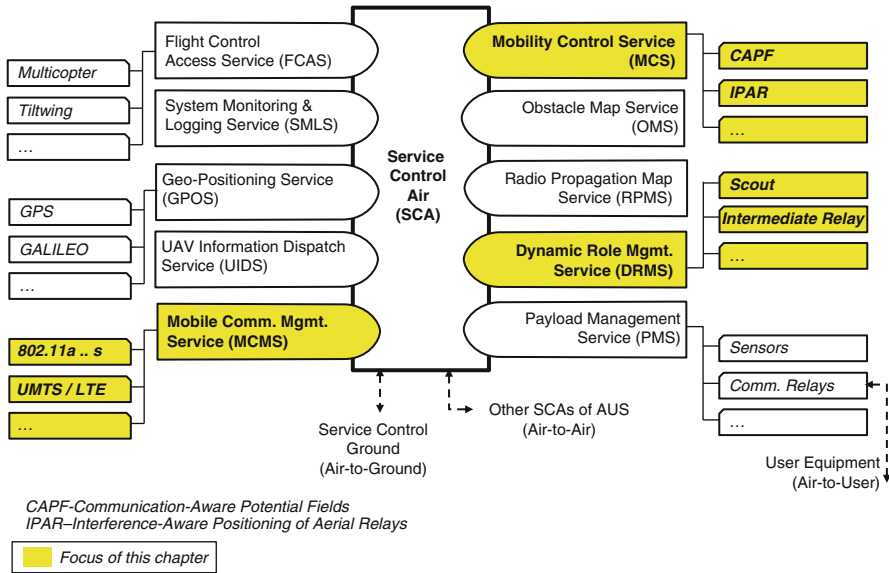 Flight Control
Access Service (FCAS)
Multicopter
Tiltwing
...
System Monitoring &
Logging Service (SMLS)
Geo-Positioning Service
(GPOS)
GPS
GALILEO
...
UAV Information Dispatch
Service (UIDS)
Mobile Comm. Mgmt.
Service (MCMS)
802.11a .. s
UMTS / LTE
...
Service
Control
Air
(SCA)
Mobility Control Service
(MCS)
CAPF
IPAR
...
Obstacle Map Service
(OMS)
Radio Propagation Map
Service (RPMS)
Scout
Intermediate Relay
...
Dynamic Role Mgmt.
Service (DRMS)
Payload Management
Service (PMS)
Sensors
Comm. Relays
...
Service Control
Ground
(Air-to-Ground)
Other SCAs of AUS
(Air-to-Air)
User Equipment
(Air-to-User)
CAPF-Communication-Aware Potential Fields
IPAR–Interference-Aware Positioning of Aerial Relays
Focus of this chapter